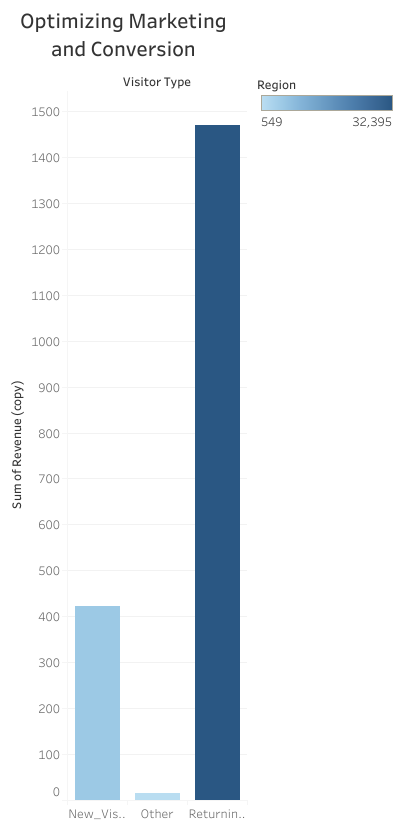 Optimizing Marketing
and Conversion
Visitor Type
Region
549 32,395
1500
1400
1300
1200
1100
1000
900
800
700
600
500
400
300
200
100
0
Sum of Revenue (copy)
New_Vis.. Other Returnin..